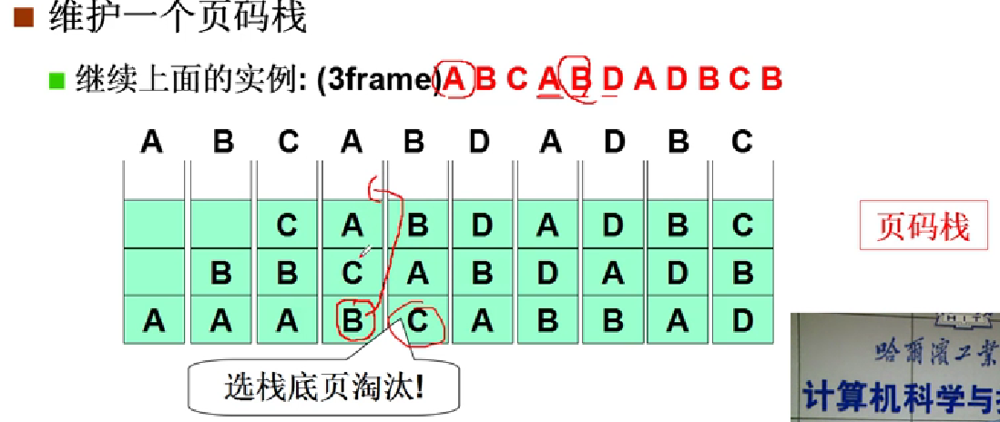 维护一个页码栈
继续上面的实例: (3frame)A B C A B D A D B C B
A B C A B D A D B C
C A B D A D B C
页码栈
B B C A B D A D B
A A A B C A B B A D
选栈底页淘汰!
哈爾濱工業
计算机科学与